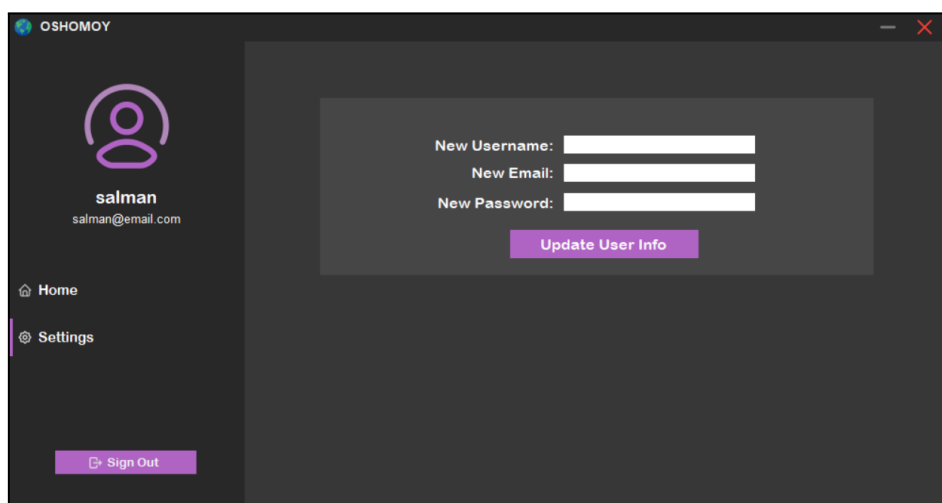 OSHOMOY
salman
salman@email.com
Home
Settings
Sign Out
New Username:
New Email:
New Password:
Update User Info